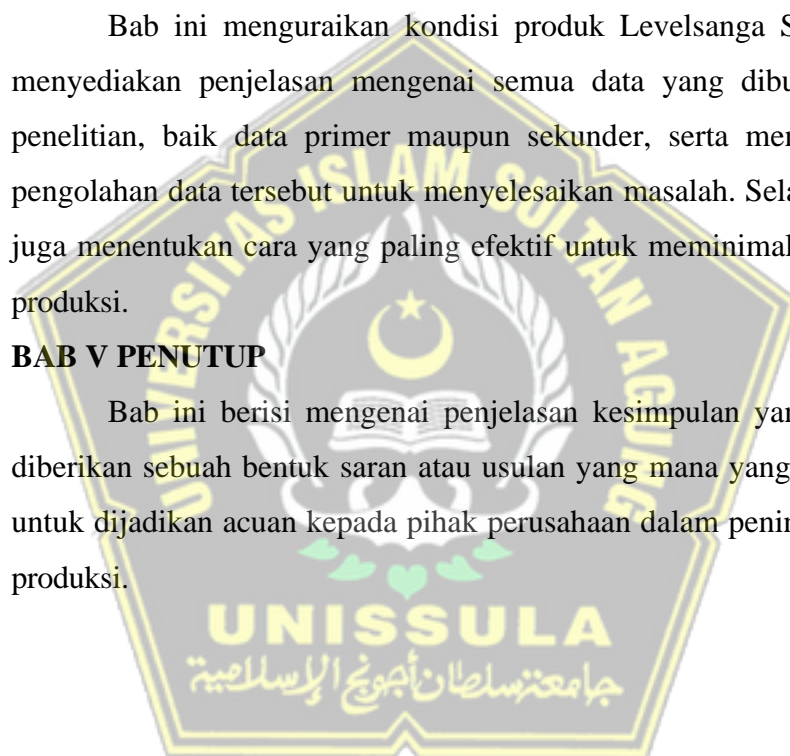 Bab ini menguraikan kondisi produk Levelsanga S
menyediakan penjelasan mengenai semua data yang dibu
penelitian, baik data primer maupun sekunder, serta mer
pengolahan data tersebut untuk menyelesaikan masalah. Sela
juga menentukan cara yang paling efektif untuk meminimal
produksi.
BAB V PENUTUP
Bab ini berisi mengenai penjelasan kesimpulan yan
diberikan sebuah bentuk saran atau usulan yang mana yang
untuk dijadikan acuan kepada pihak perusahaan dalam penin
produksi.
UNIVERSITAS ISLAM SULTAN AGUNG
UNISSULA
جامعة سلطان أجونج الإسلامية